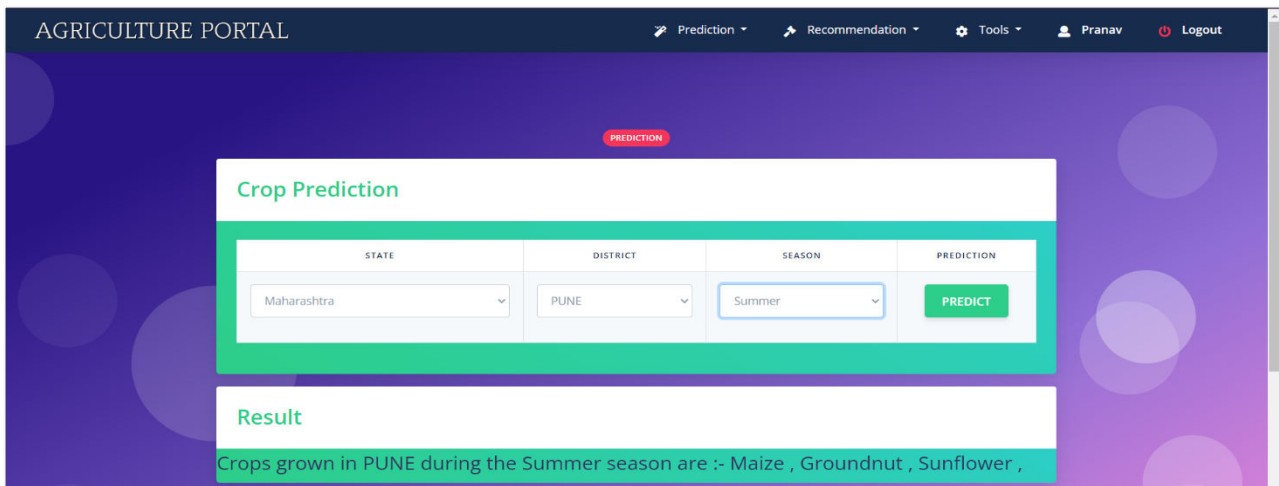 AGRICULTURE PORTAL Prediction Recommendation Tools Pranav Logout
PREDICTION
Crop Prediction
STATE DISTRICT SEASON PREDICTION
Maharashtra PUNE Summer PREDICT
Result
Crops grown in PUNE during the Summer season are :- Maize , Groundnut , Sunflower ,